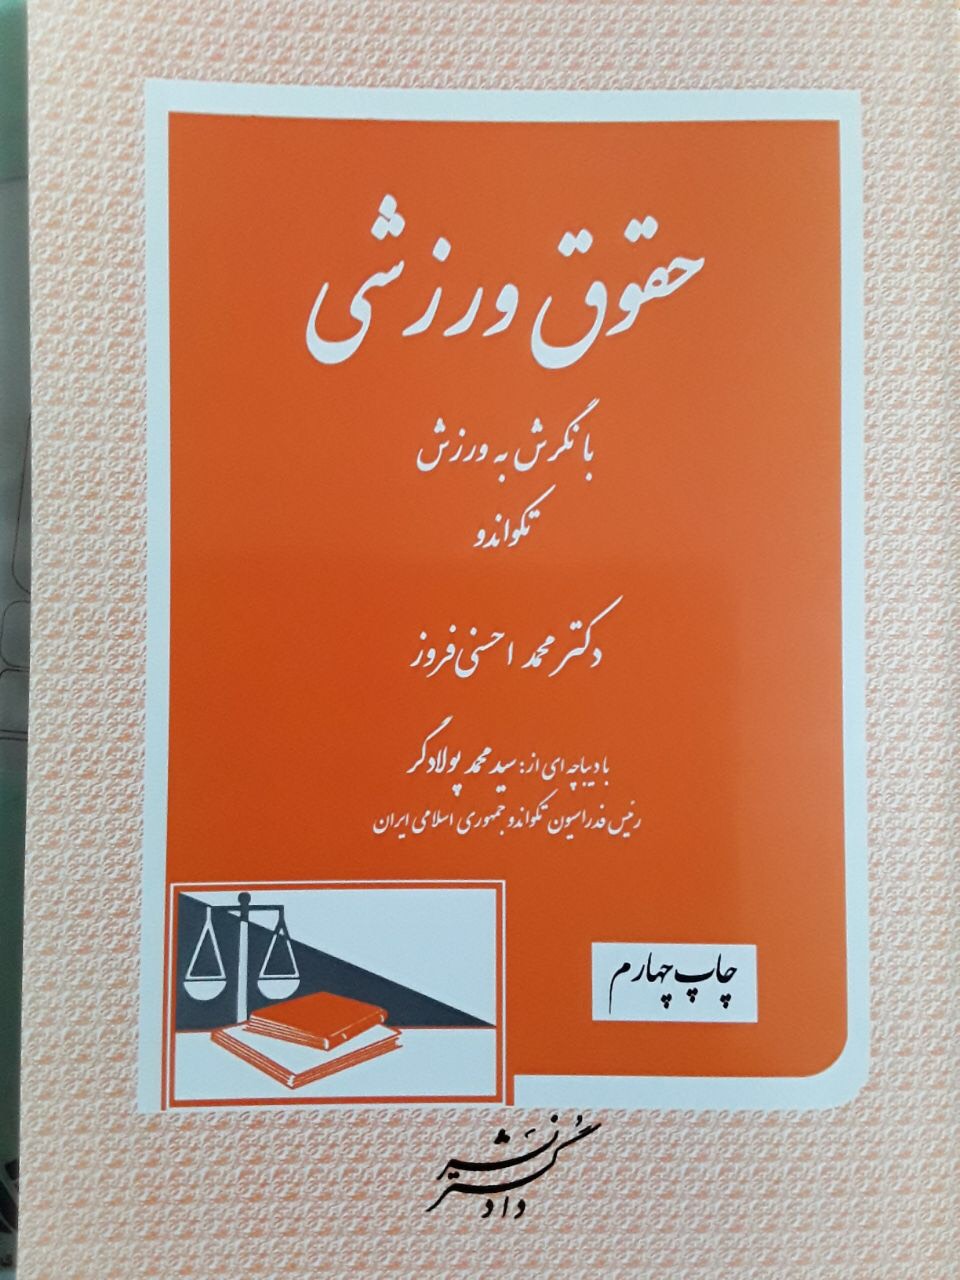 حقوق ورزشی
با نگرش به ورزش
تکواندو
دکتر محمد احسنی فروز
با دیباچه ای از: سید محمد پولادگر
رئیس فدراسیون تکواندو جمهوری اسلامی ایران
چاپ چهارم
نشر
دادگستر